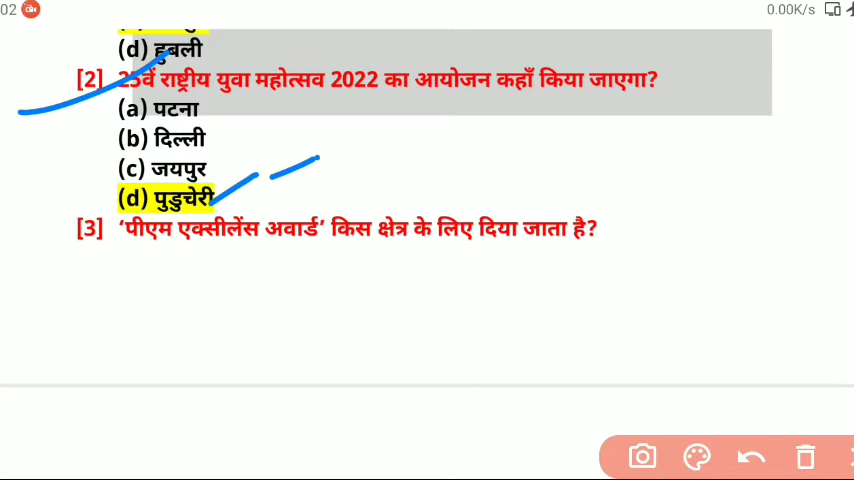 02
0.00K/s
(d) हुबली
[2] 25वें राष्ट्रीय युवा महोत्सव 2022 का आयोजन कहाँ किया जाएगा?
(a) पटना
(b) दिल्ली
(c) जयपुर
(d) पुडुचेरी
[3] ‘पीएम एक्सीलेंस अवार्ड’ किस क्षेत्र के लिए दिया जाता है?